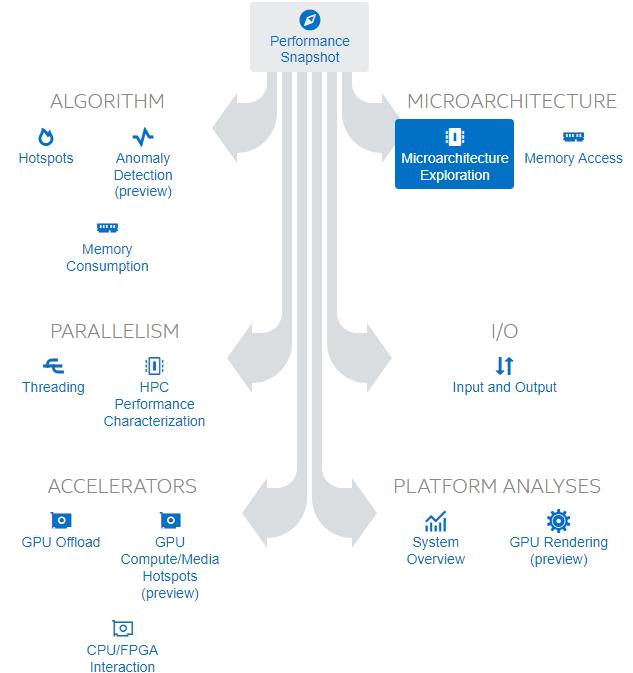 Performance
Snapshot
ALGORITHM
Hotspots
Anomaly
Detection
(preview)
Memory
Consumption
MICROARCHITECTURE
Microarchitecture
Exploration
Memory Access
PARALLELISM
Threading
HPC
Performance
Characterization
I/O
Input and Output
ACCELERATORS
GPU Offload
GPU
Compute/Media
Hotspots
(preview)
CPU/FPGA
Interaction
PLATFORM ANALYSES
System
Overview
GPU Rendering
(preview)